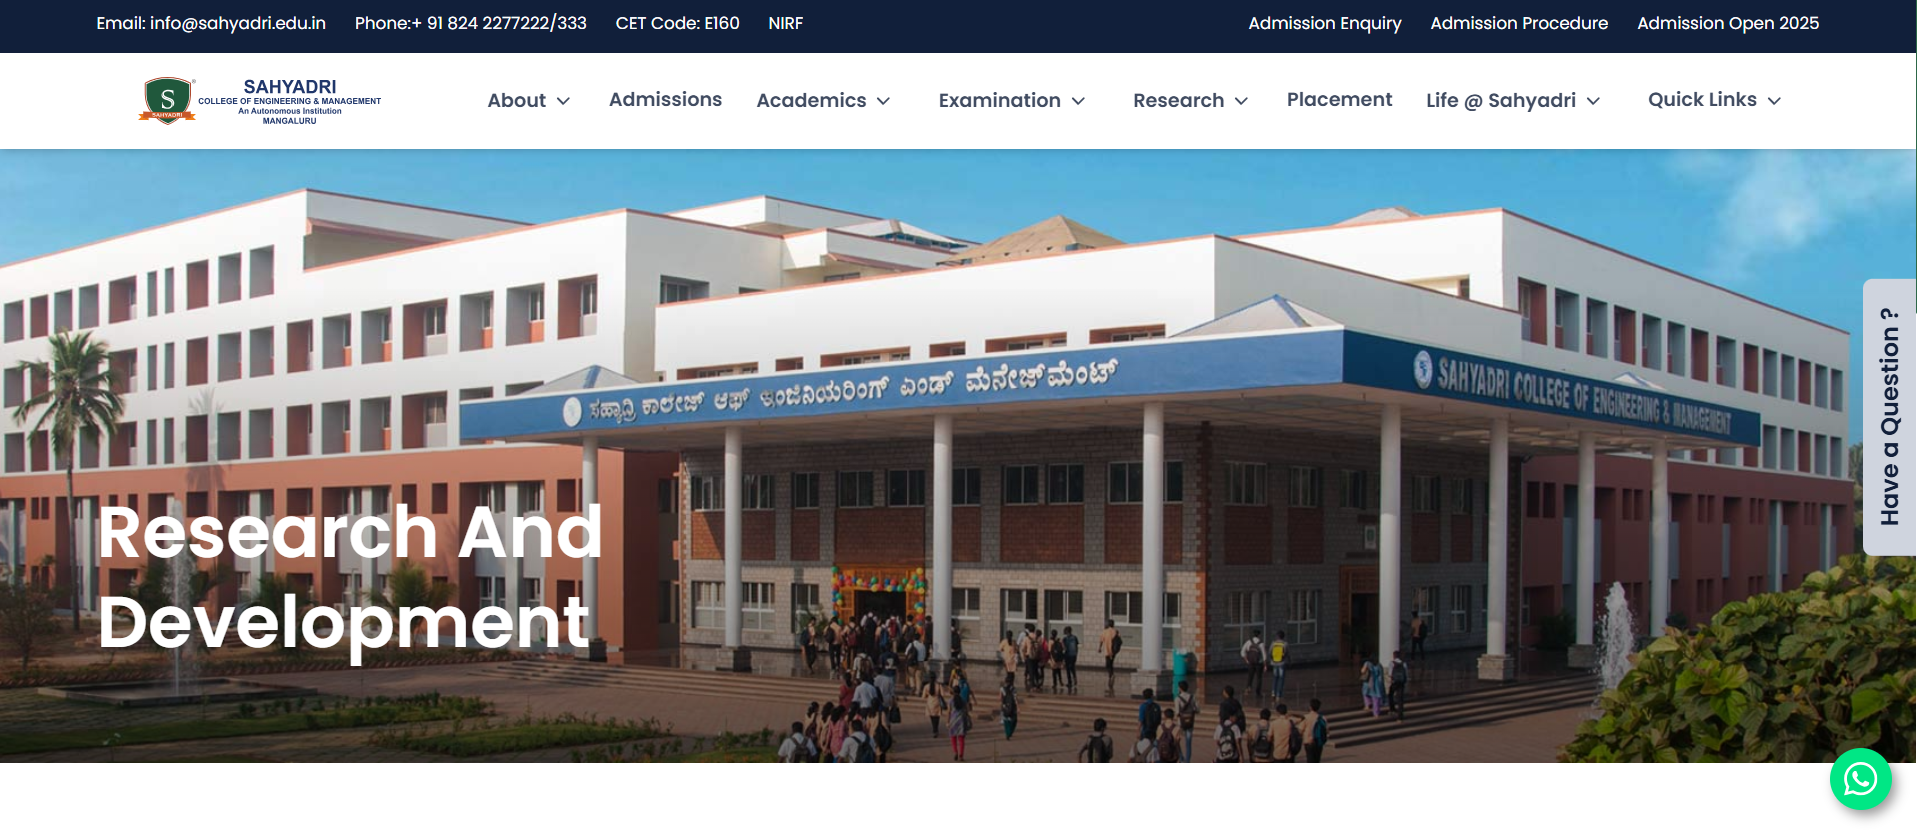 Email: info@sahyadri.edu.in Phone:+ 91 824 2277222/333 CET Code: E160 NIRF Admission Enquiry Admission Procedure Admission Open 2025
S
SAHYADRI
SAHYADRI
COLLEGE OF ENGINEERING & MANAGEMENT
An Autonomous Institution
MANGALURU
About Admissions Academics Examination Research Placement Life @ Sahyadri Quick Links
ಸಹ್ಯಾದ್ರಿ ಕಾಲೇಜ್ ಆಫ್ ಇಂಜಿನಿಯರಿಂಗ್ ಎಂಡ್ ಮೆನೇಜ್‌ಮೆಂಟ್
SAHYADRI COLLEGE OF ENGINEERING & MANAGEMENT
Have a Question ?
Research And
Development